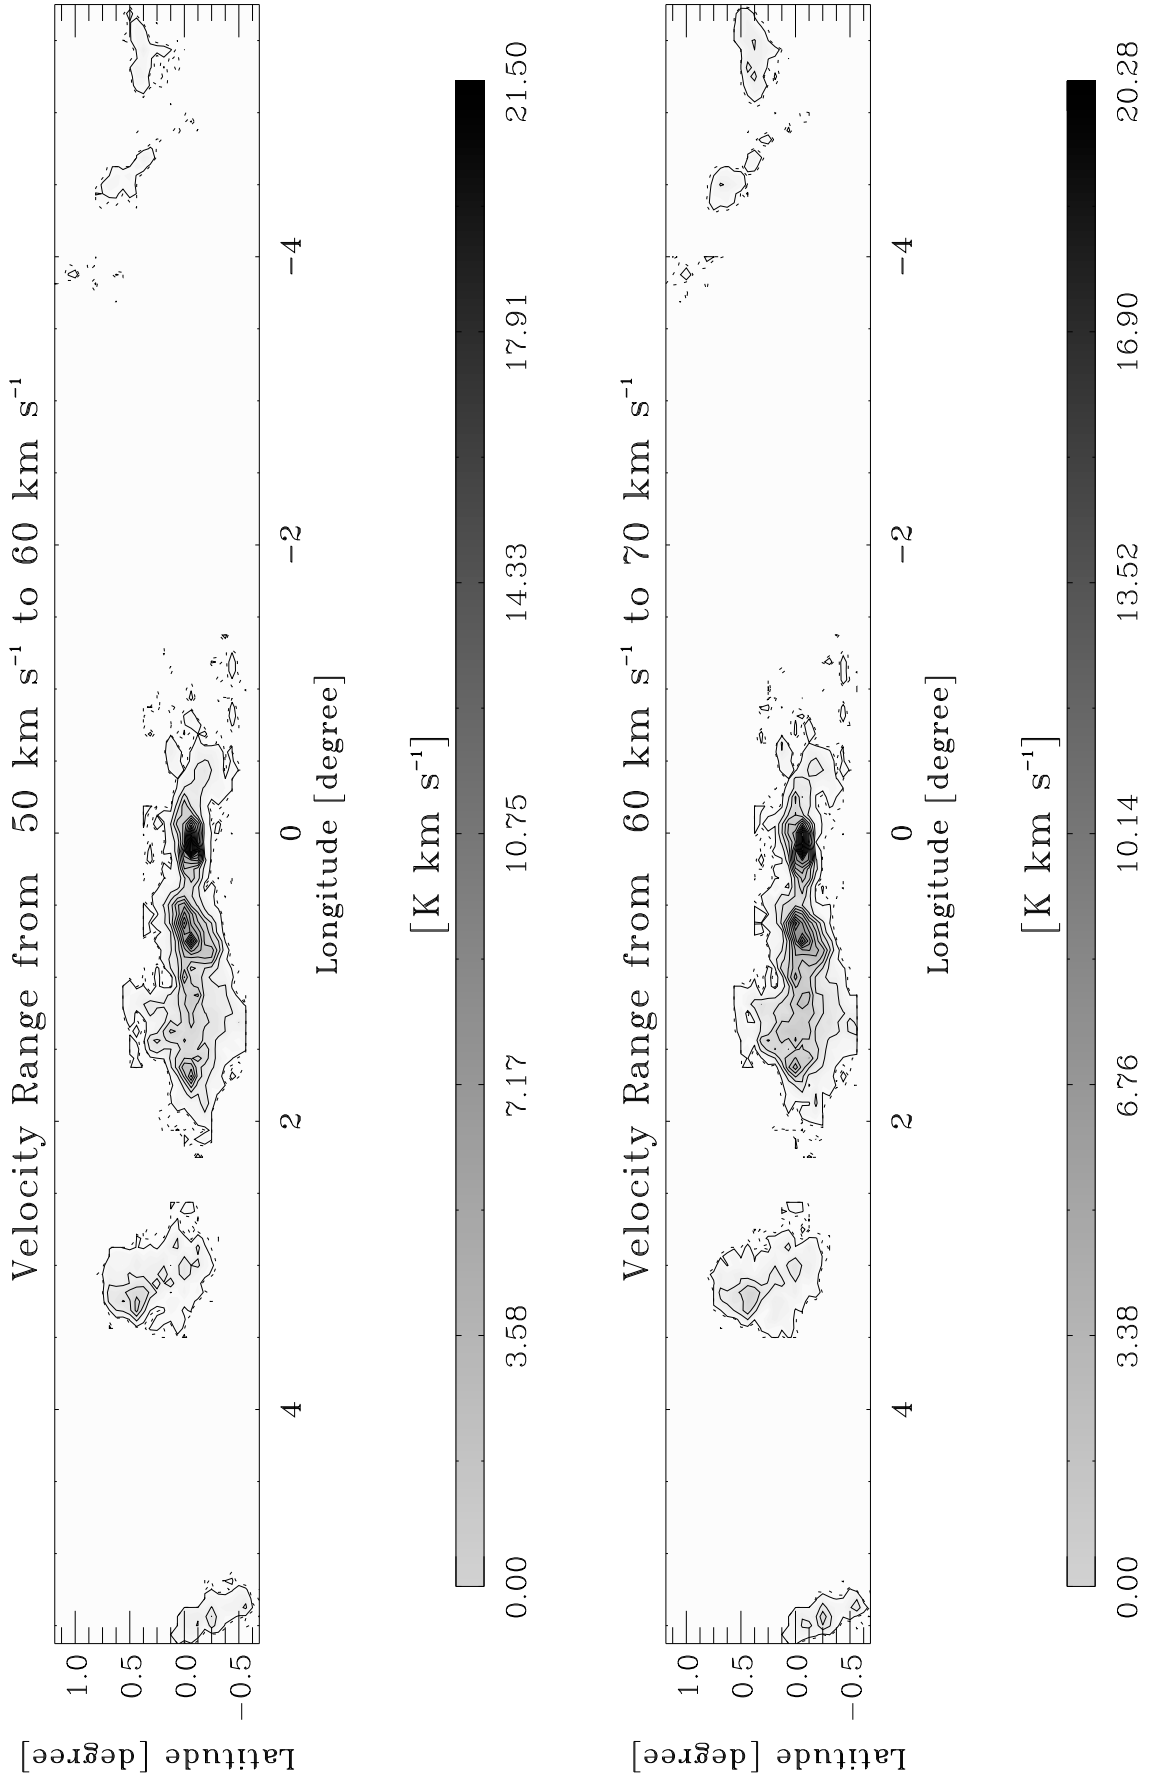 Velocity Range from 50 km s⁻¹ to 60 km s⁻¹
Latitude [degree]
1.0
0.5
0.0
−0.5
4 2 0 −2 −4
Longitude [degree]
[K km s⁻¹]
0.00 3.58 7.17 10.75 14.33 17.91 21.50
Velocity Range from 60 km s⁻¹ to 70 km s⁻¹
Latitude [degree]
1.0
0.5
0.0
−0.5
4 2 0 −2 −4
Longitude [degree]
[K km s⁻¹]
0.00 3.38 6.76 10.14 13.52 16.90 20.28